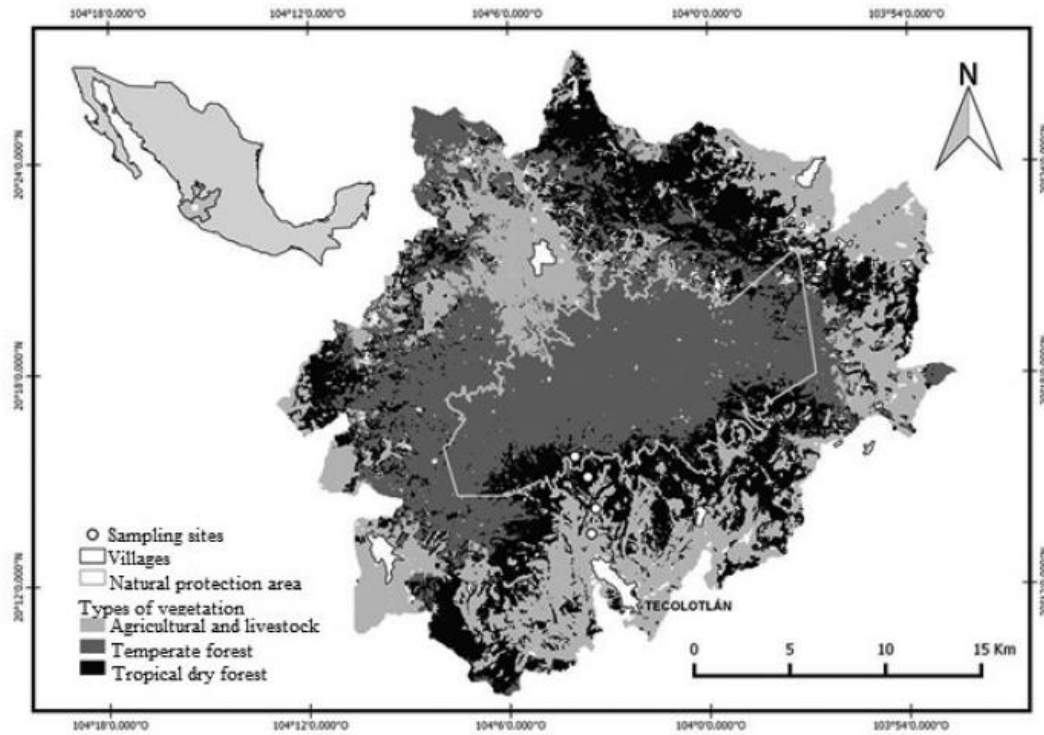 104°18'0.000"O 104°12'0.000"O 104°6'0.000"O 104°0'0.000"O 103°54'0.000"O
N
20°24'0.000"N
20°18'0.000"N
20°12'0.000"N
Sampling sites
Villages
Natural protection area
Types of vegetation
Agricultural and livestock
Temperate forest
Tropical dry forest
TECOLOTLÁN
0 5 10 15 Km
104°18'0.000"O 104°12'0.000"O 104°6'0.000"O 104°0'0.000"O 103°54'0.000"O